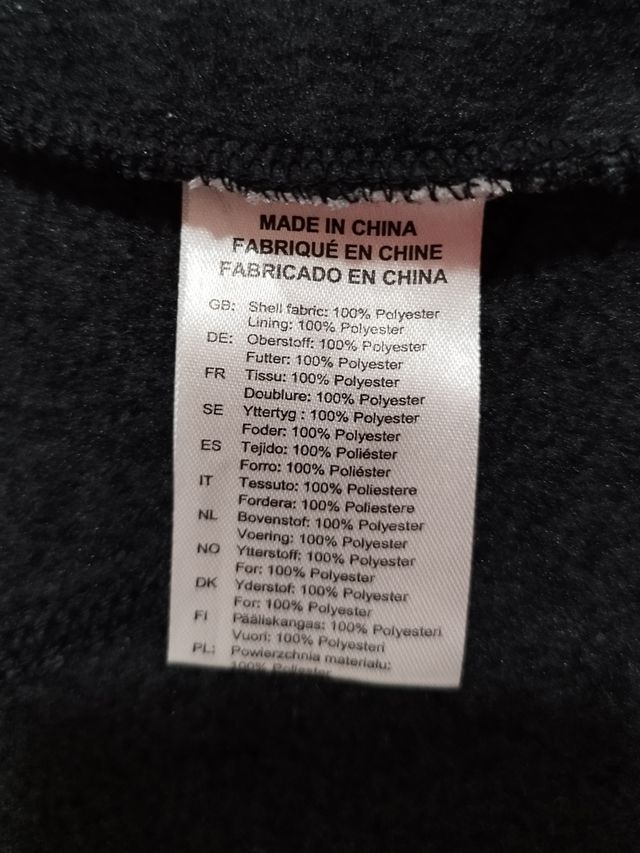 MADE IN CHINA
FABRIQUÉ EN CHINE
FABRICADO EN CHINA
GB: Shell fabric: 100% Polyester
Lining: 100% Polyester
DE: Oberstoff: 100% Polyester
Futter: 100% Polyester
FR Tissu: 100% Polyester
Doublure: 100% Polyester
SE Yttertyg : 100% Polyester
Foder: 100% Polyester
ES Tejido: 100% Poliéster
Forro: 100% Poliéster
IT Tessuto: 100% Poliestere
Fordera: 100% Poliestere
NL Bovenstof: 100% Polyester
Voering: 100% Polyester
NO Ytterstoff: 100% Polyester
For: 100% Polyester
DK Yderstof: 100% Polyester
For: 100% Polyester
FI Pääliskangas: 100% Polyesteri
Vuori: 100% Polyesteri
PL: Powierzchnia materialu:
100% Poliester